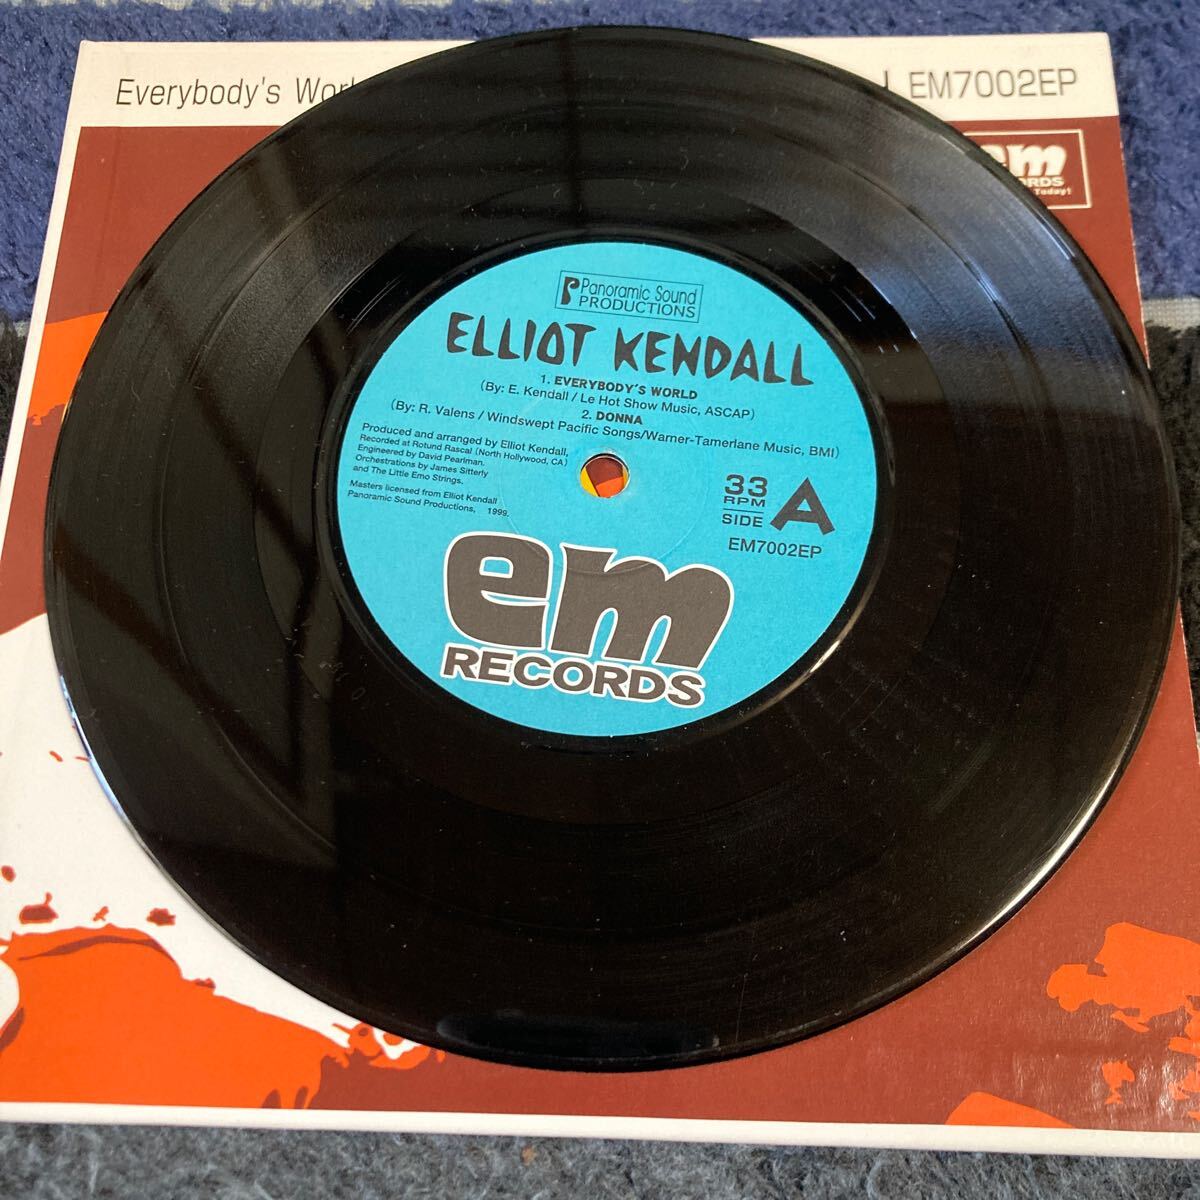 Everybody's
EM7002EP
em
RECORDS
Today!
Panoramic Sound
PRODUCTIONS
ELLIOT KENDALL
1. EVERYBODY'S WORLD
(By: E. Kendall / Le Hot Show Music, ASCAP)
2. DONNA
(By: R. Valens / Windswept Pacific Songs/Warner-Tamerlane Music, BMI)
Produced and arranged by Elliot Kendall,
Recorded at Rotund Rascal (North Hollywood, CA)
Engineered by David Pearlman.
Orchestrations by James Sitterly
and The Little Emo Strings.
Masters licensed from Elliot Kendall
Panoramic Sound Productions, 1999.
33
RPM
SIDE A
EM7002EP
em
RECORDS